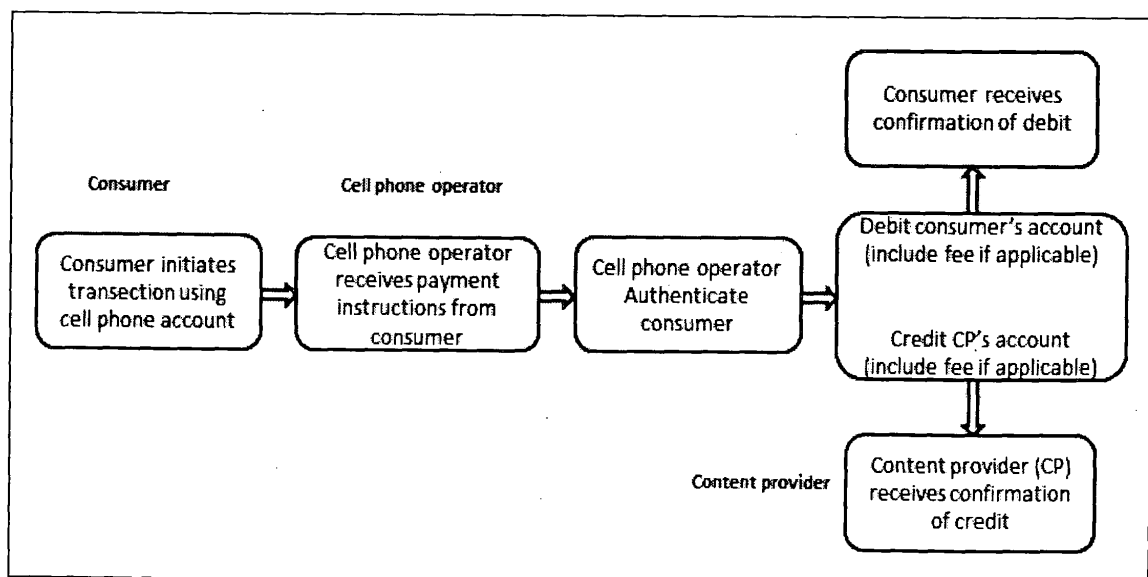 Consumer receives
confirmation of debit
Consumer
Cell phone operator
Consumer initiates
transection using
cell phone account
Cell phone operator
receives payment
instructions from
consumer
Cell phone operator
Authenticate
consumer
Debit consumer's account
(include fee if applicable)
Credit CP's account
(include fee if applicable)
Content provider
Content provider (CP)
receives confirmation
of credit